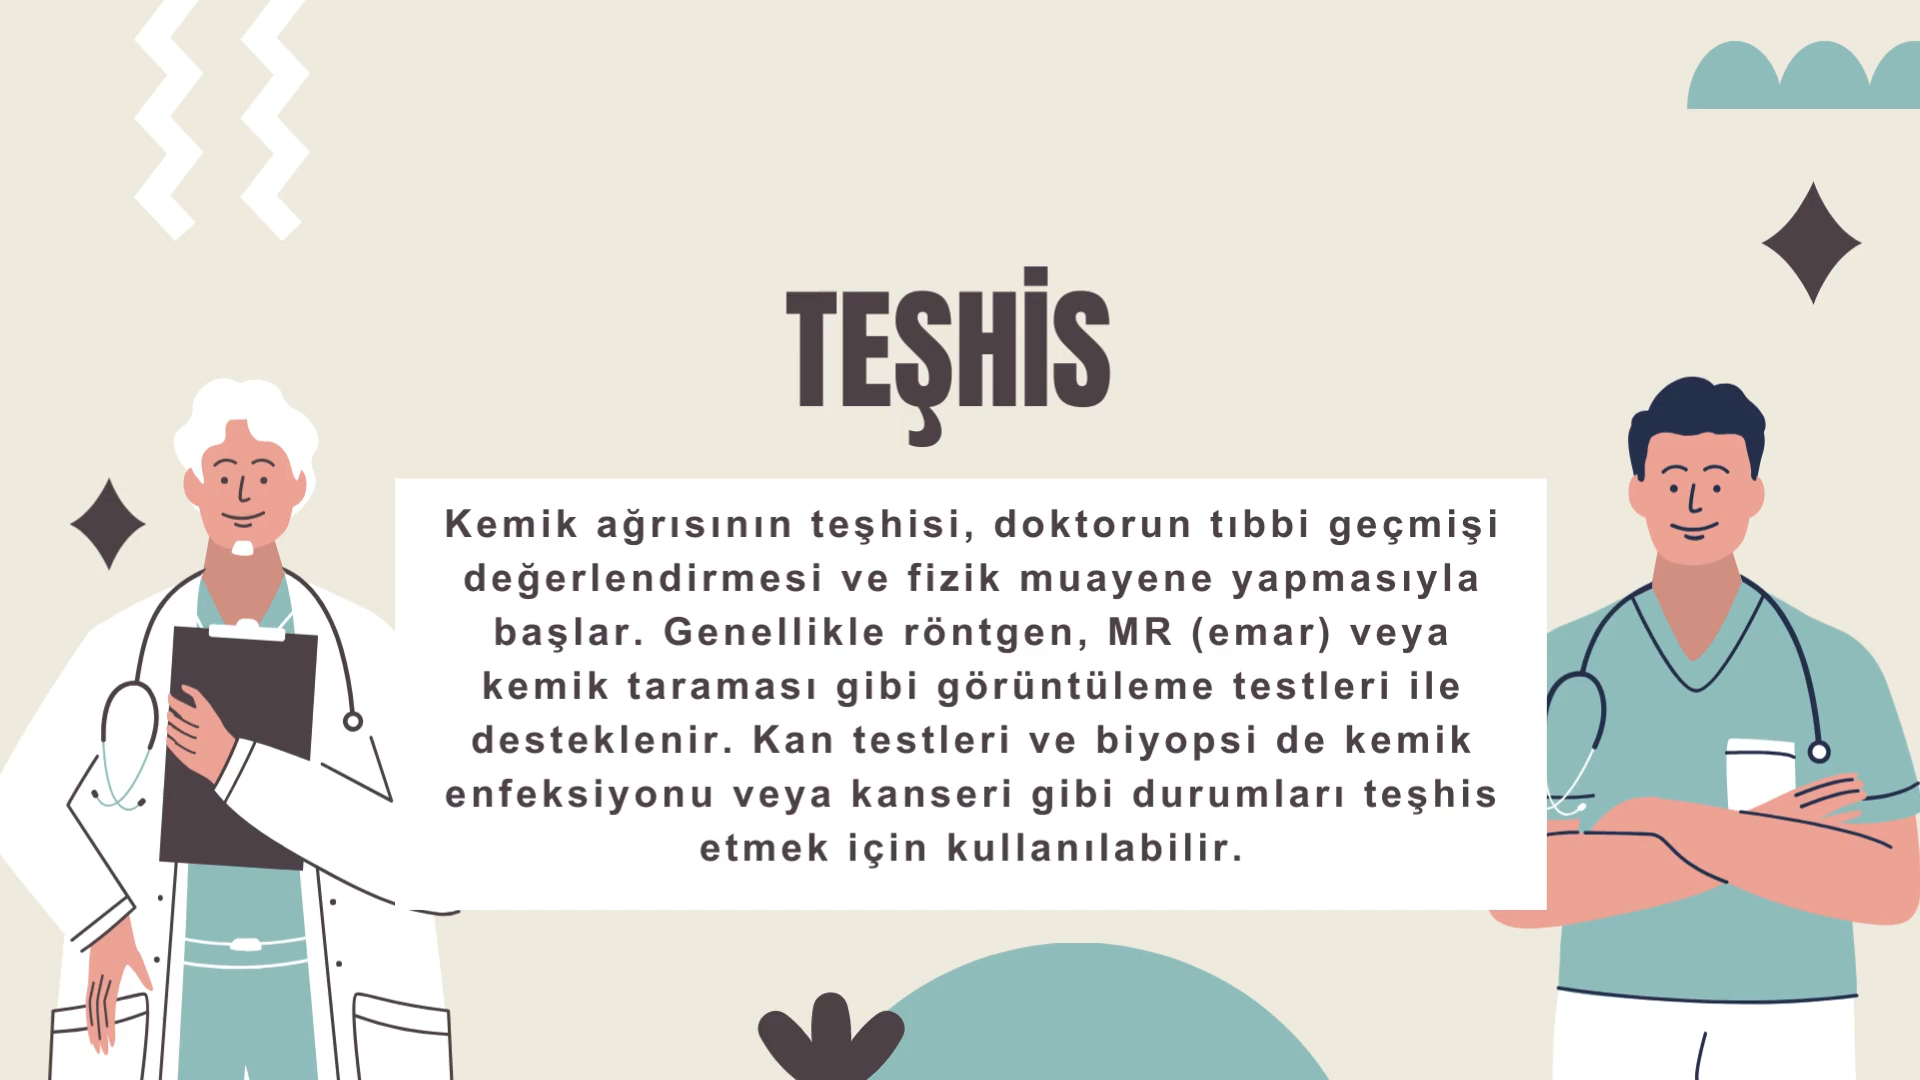 TEŞHİS
Kemik ağrısının teşhisi, doktorun tıbbi geçmişi
değerlendirmesi ve fizik muayene yapmasıyla
başlar. Genellikle röntgen, MR (emar) veya
kemik taraması gibi görüntüleme testleri ile
desteklenir. Kan testleri ve biyopsi de kemik
enfeksiyonu veya kanseri gibi durumları teşhis
etmek için kullanılabilir.